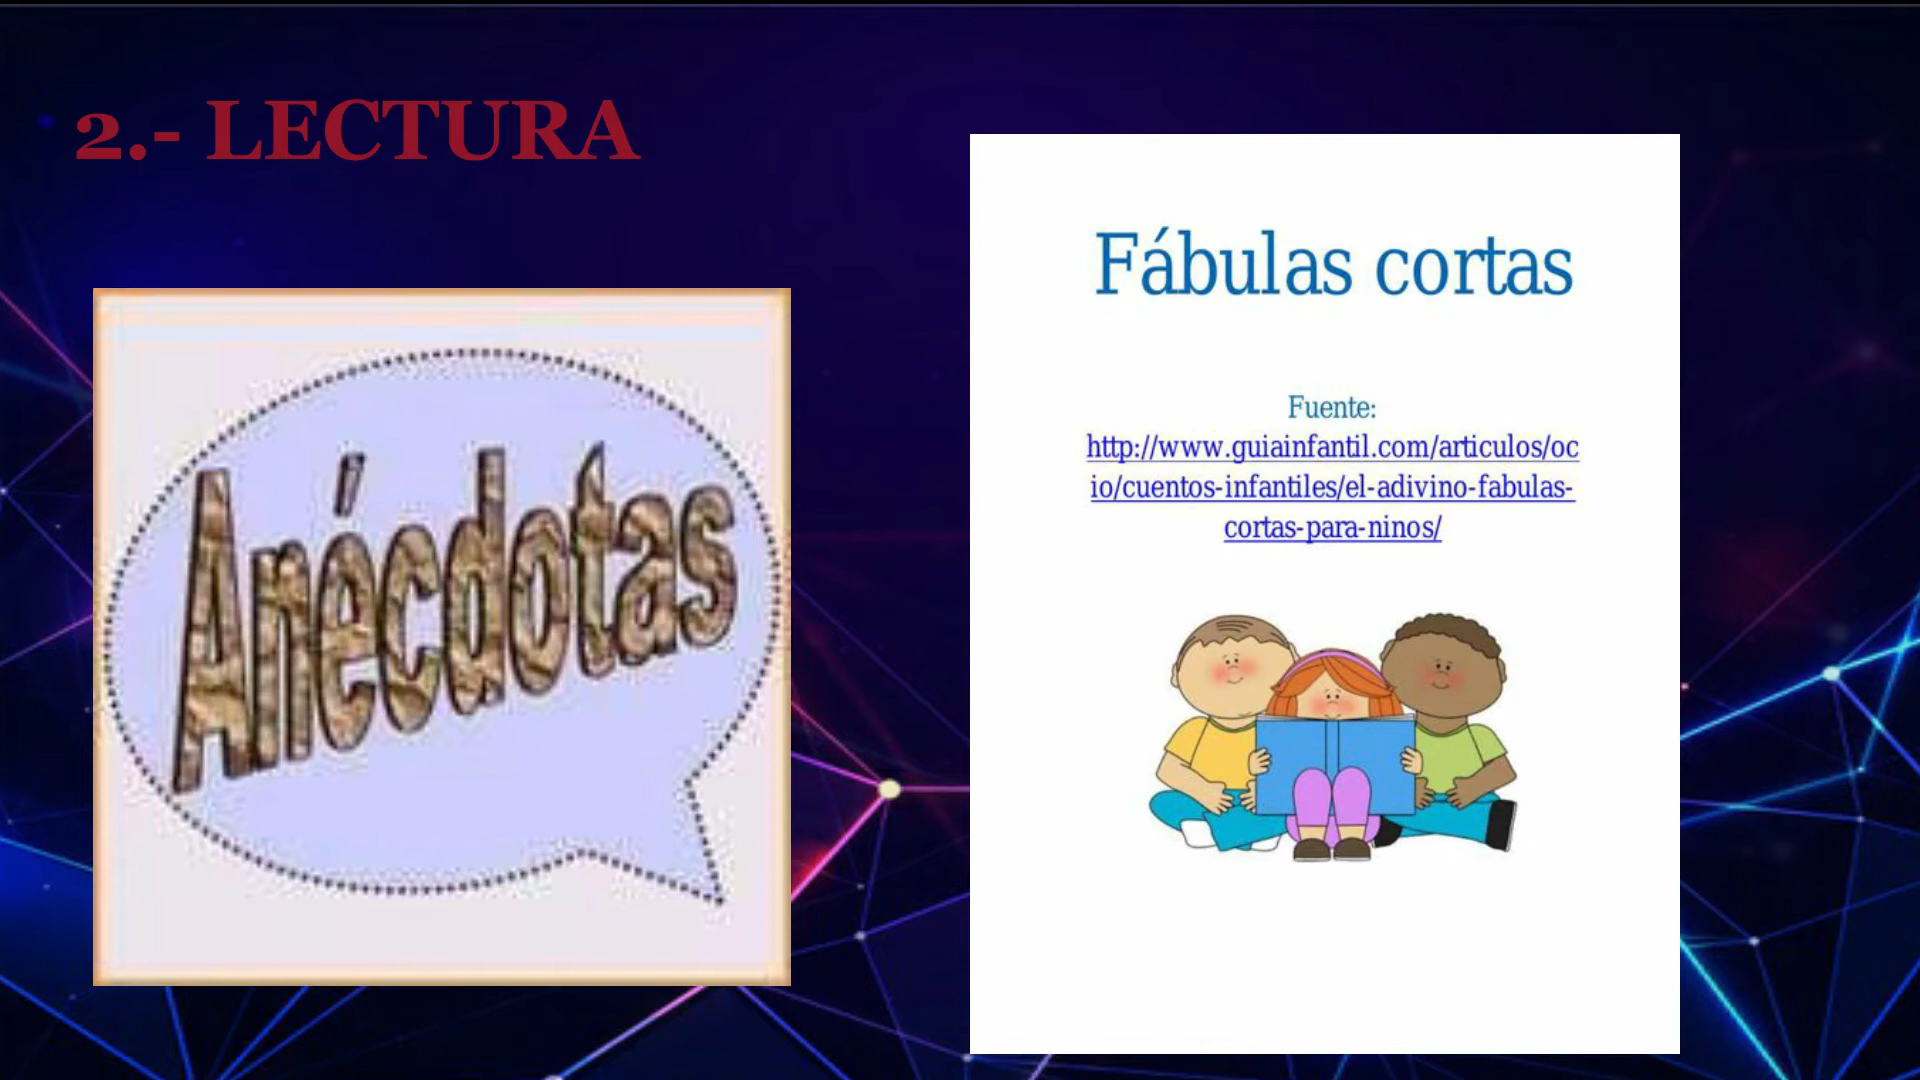 2.- LECTURA
Anécdotas
Fábulas cortas
Fuente:
http://www.guiainfantil.com/articulos/oc
io/cuentos-infantiles/el-adivino-fabulas-
cortas-para-ninos/